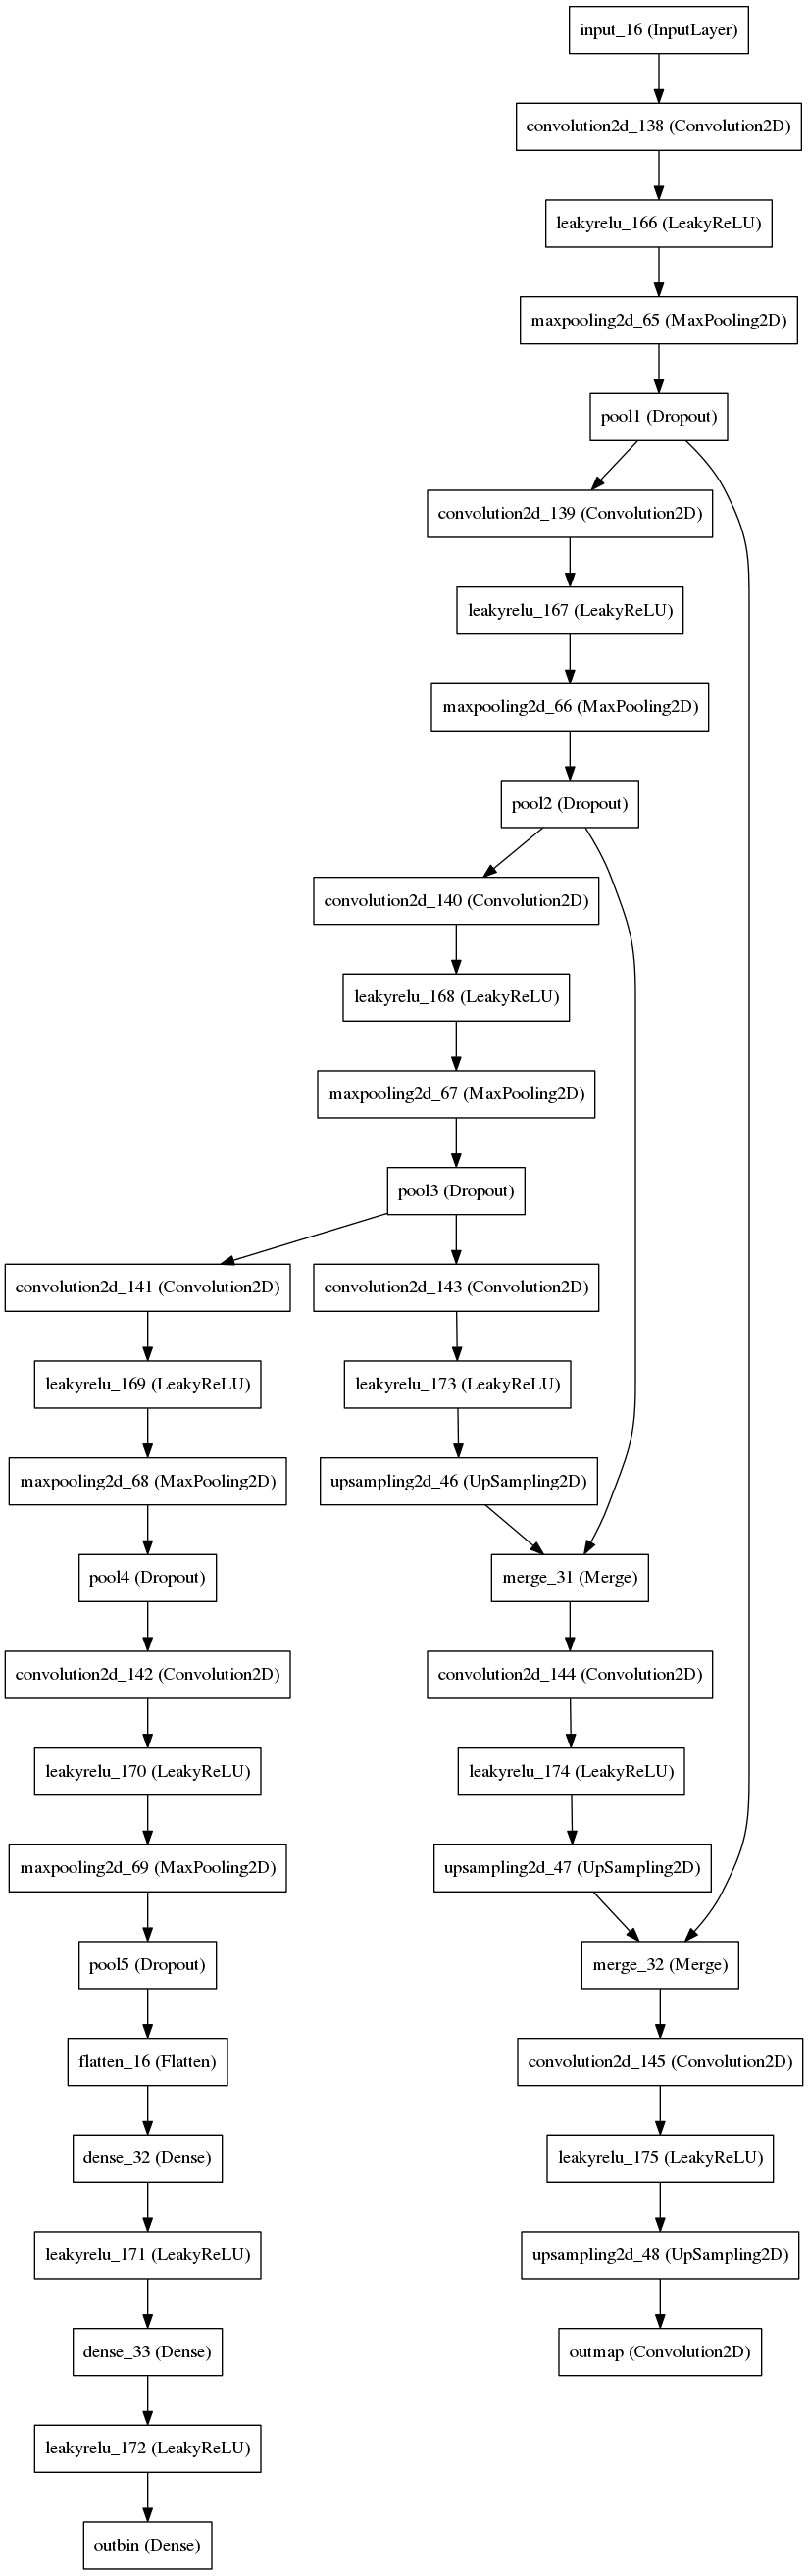 input_16 (InputLayer)
convolution2d_138 (Convolution2D)
leakyrelu_166 (LeakyReLU)
maxpooling2d_65 (MaxPooling2D)
pool1 (Dropout)
convolution2d_139 (Convolution2D)
leakyrelu_167 (LeakyReLU)
maxpooling2d_66 (MaxPooling2D)
pool2 (Dropout)
convolution2d_140 (Convolution2D)
leakyrelu_168 (LeakyReLU)
maxpooling2d_67 (MaxPooling2D)
pool3 (Dropout)
convolution2d_141 (Convolution2D)
convolution2d_143 (Convolution2D)
leakyrelu_169 (LeakyReLU)
leakyrelu_173 (LeakyReLU)
maxpooling2d_68 (MaxPooling2D)
upsampling2d_46 (UpSampling2D)
pool4 (Dropout)
merge_31 (Merge)
convolution2d_142 (Convolution2D)
convolution2d_144 (Convolution2D)
leakyrelu_170 (LeakyReLU)
leakyrelu_174 (LeakyReLU)
maxpooling2d_69 (MaxPooling2D)
upsampling2d_47 (UpSampling2D)
pool5 (Dropout)
merge_32 (Merge)
flatten_16 (Flatten)
convolution2d_145 (Convolution2D)
dense_32 (Dense)
leakyrelu_175 (LeakyReLU)
leakyrelu_171 (LeakyReLU)
upsampling2d_48 (UpSampling2D)
dense_33 (Dense)
outmap (Convolution2D)
leakyrelu_172 (LeakyReLU)
outbin (Dense)